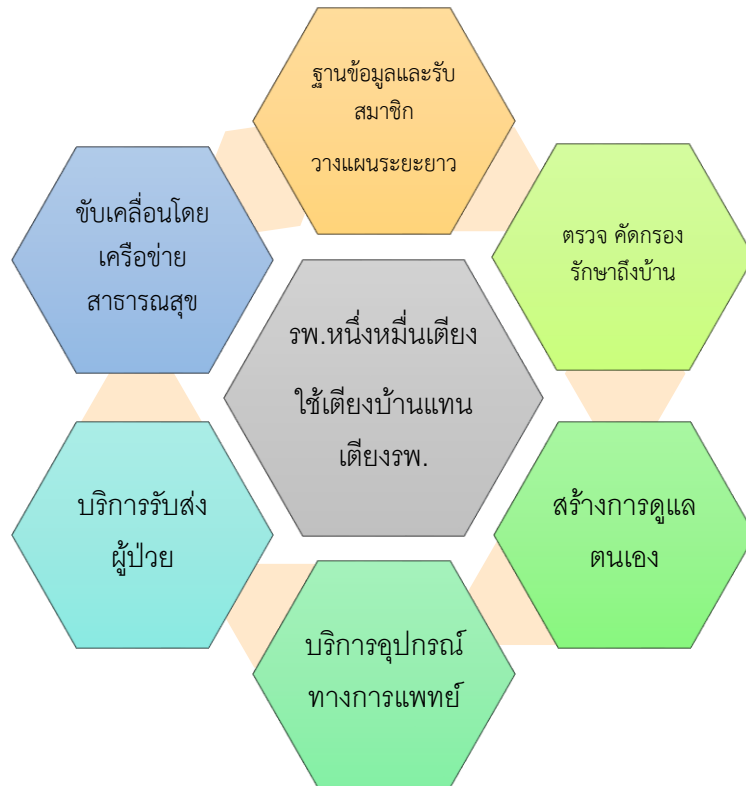 ฐานข้อมูลและรับ
สมาชิก
วางแผนระยะยาว
ตรวจ คัดกรอง
รักษาถึงบ้าน
สร้างการดูแล
ตนเอง
บริการอุปกรณ์
ทางการแพทย์
บริการรับส่ง
ผู้ป่วย
ขับเคลื่อนโดย
เครือข่าย
สาธารณสุข
รพ.หนึ่งหมื่นเตียง
ใช้เตียงบ้านแทน
เตียงรพ.